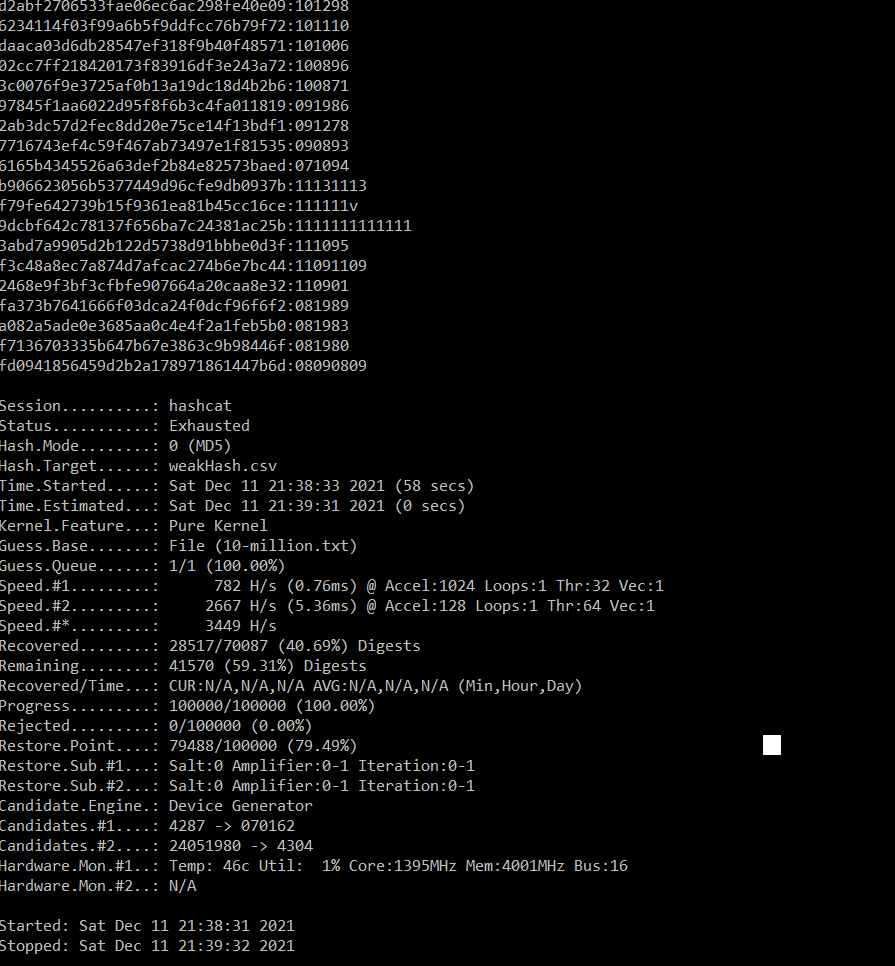 d2abf2706533fae06ec6ac298fe40e09:101298
6234114f03f99a6b5f9ddfcc76b79f72:101110
daaca03d6db28547ef318f9b40f48571:101006
02cc7ff218420173f83916df3e243a72:100896
3c0076f9e3725af0b13a19dc18d4b2b6:100871
97845f1aa6022d95f8f6b3c4fa011819:091986
2ab3dc57d2fec8dd20e75ce14f13bdf1:091278
7716743ef4c59f467ab73497e1f81535:090893
6165b4345526a63def2b84e82573baed:071094
b906623056b5377449d96cfe9db0937b:11131113
f79fe642739b15f9361ea81b45cc16ce:111111v
9dcbf642c78137f656ba7c24381ac25b:1111111111111
3abd7a9905d2b122d5738d91bbbe0d3f:111095
f3c48a8ec7a874d7afcac274b6e7bc44:11091109
2468e9f3bf3cfbfe907664a20caa8e32:110901
fa373b7641666f03dca24f0dcf96f6f2:081989
a082a5ade0e3685aa0c4e4f2a1feb5b0:081983
f7136703335b647b67e3863c9b98446f:081980
fd0941856459d2b2a178971861447b6d:08090809
Session..........: hashcat
Status...........: Exhausted
Hash.Mode........: 0 (MD5)
Hash.Target......: weakHash.csv
Time.Started.....: Sat Dec 11 21:38:33 2021 (58 secs)
Time.Estimated...: Sat Dec 11 21:39:31 2021 (0 secs)
Kernel.Feature...: Pure Kernel
Guess.Base.......: File (10-million.txt)
Guess.Queue......: 1/1 (100.00%)
Speed.#1.........:      782 H/s (0.76ms) @ Accel:1024 Loops:1 Thr:32 Vec:1
Speed.#2.........:     2667 H/s (5.36ms) @ Accel:128 Loops:1 Thr:64 Vec:1
Speed.#*.........:     3449 H/s
Recovered........: 28517/70087 (40.69%) Digests
Remaining........: 41570 (59.31%) Digests
Recovered/Time...: CUR:N/A,N/A,N/A AVG:N/A,N/A,N/A (Min,Hour,Day)
Progress.........: 100000/100000 (100.00%)
Rejected.........: 0/100000 (0.00%)
Restore.Point....: 79488/100000 (79.49%)
Restore.Sub.#1...: Salt:0 Amplifier:0-1 Iteration:0-1
Restore.Sub.#2...: Salt:0 Amplifier:0-1 Iteration:0-1
Candidate.Engine.: Device Generator
Candidates.#1....: 4287 -> 070162
Candidates.#2....: 24051980 -> 4304
Hardware.Mon.#1..: Temp: 46c Util:  1% Core:1395MHz Mem:4001MHz Bus:16
Hardware.Mon.#2..: N/A
Started: Sat Dec 11 21:38:31 2021
Stopped: Sat Dec 11 21:39:32 2021